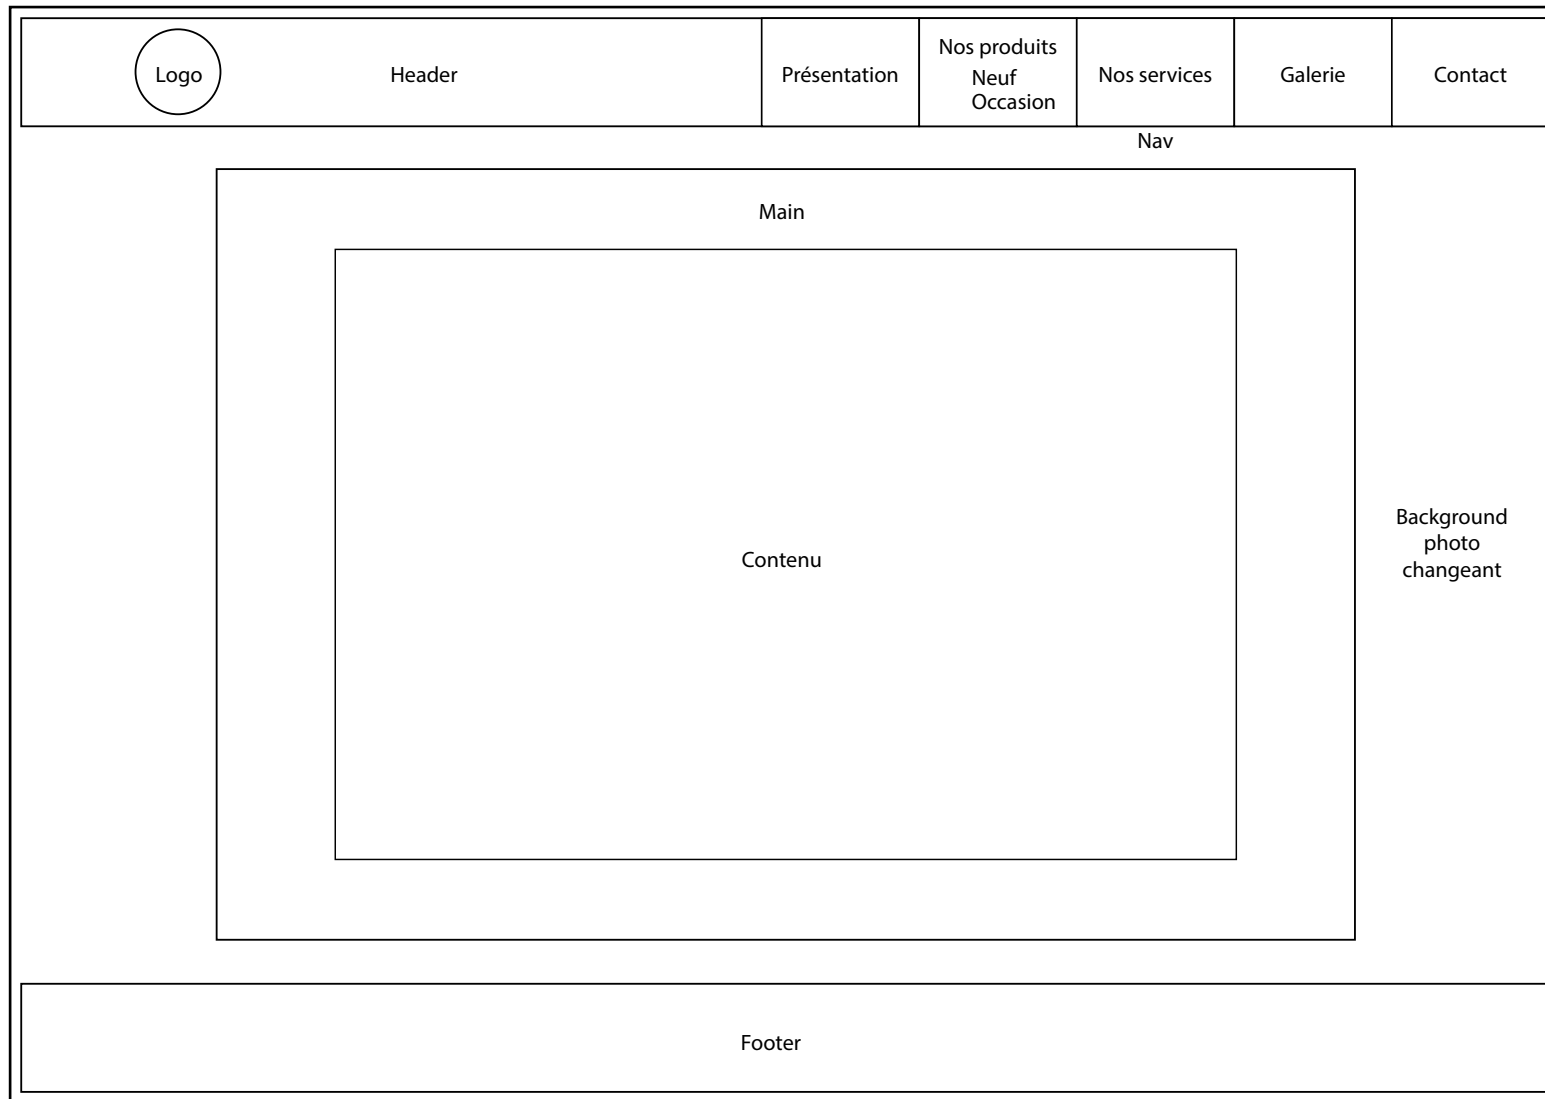 Logo
Header
Présentation
Nos produits
Neuf
Occasion
Nos services
Galerie
Contact
Nav
Main
Contenu
Background
photo
changeant
Footer